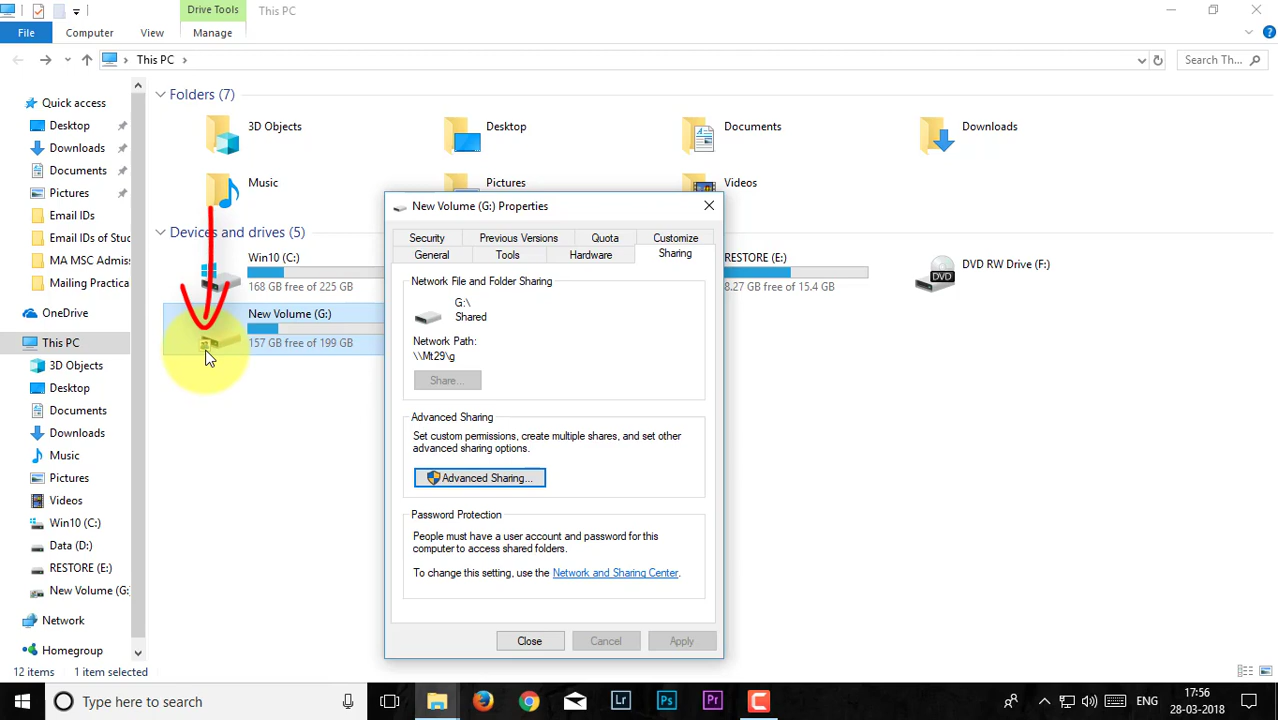 Drive Tools
This PC
File
Computer
View
Manage
This PC
Search Th...
Quick access
Desktop
Downloads
Documents
Pictures
Email IDs
Email IDs of Stu
MA MSC Admis
Mailing Practica
OneDrive
This PC
3D Objects
Desktop
Documents
Downloads
Music
Pictures
Videos
Win10 (C:)
Data (D:)
RESTORE (E:)
New Volume (G:)
Network
Homegroup
Folders (7)
3D Objects
Desktop
Documents
Downloads
Music
Pictures
Videos
Devices and drives (5)
Win10 (C:)
168 GB free of 225 GB
RESTORE (E:)
8.27 GB free of 15.4 GB
DVD RW Drive (F:)
DVD
New Volume (G:)
157 GB free of 199 GB
New Volume (G:) Properties
Security
Previous Versions
Quota
Customize
General
Tools
Hardware
Sharing
Network File and Folder Sharing
G:\
Shared
Network Path:
\\Mt29\g
Share...
Advanced Sharing
Set custom permissions, create multiple shares, and set other
advanced sharing options.
Advanced Sharing...
Password Protection
People must have a user account and password for this
computer to access shared folders.
To change this setting, use the Network and Sharing Center.
Close
Cancel
Apply
12 items
1 item selected
Type here to search
Lr
Ps
Pr
ENG
17:56
28-03-2018